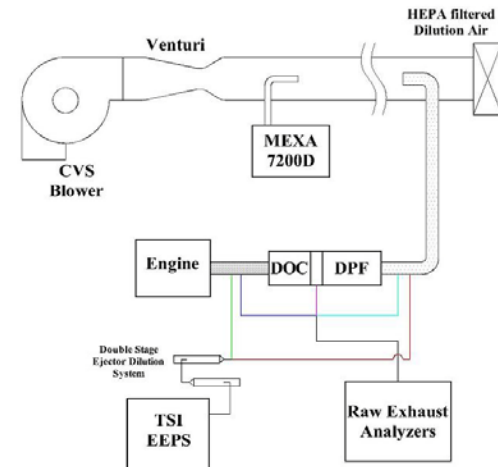 HEPA filtered
Dilution Air
Venturi
MEXA
7200D
CVS
Blower
Engine
DOC
DPF
Double Stage
Ejector Dilution
System
TSI
EEPS
Raw Exhaust
Analyzers